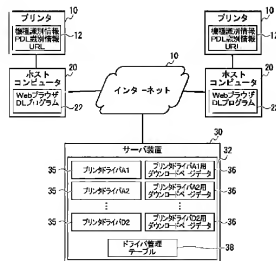 10
プリンタ
12
機種識別情報
PDL識別情報
URL
20
ホスト
コンピュータ
Webブラウザ
DLプログラム
22
10
インターネット
10
プリンタ
12
機種識別情報
PDL識別情報
URL
20
ホスト
コンピュータ
Webブラウザ
DLプログラム
22
30
サーバ装置
32
35
プリンタドライバA1
プリンタドライバA1用
ダウンロードページデータ
36
35
プリンタドライバA2
プリンタドライバA2用
ダウンロードページデータ
36
35
プリンタドライバD2
プリンタドライバD2用
ダウンロードページデータ
36
ドライバ管理
テーブル
38